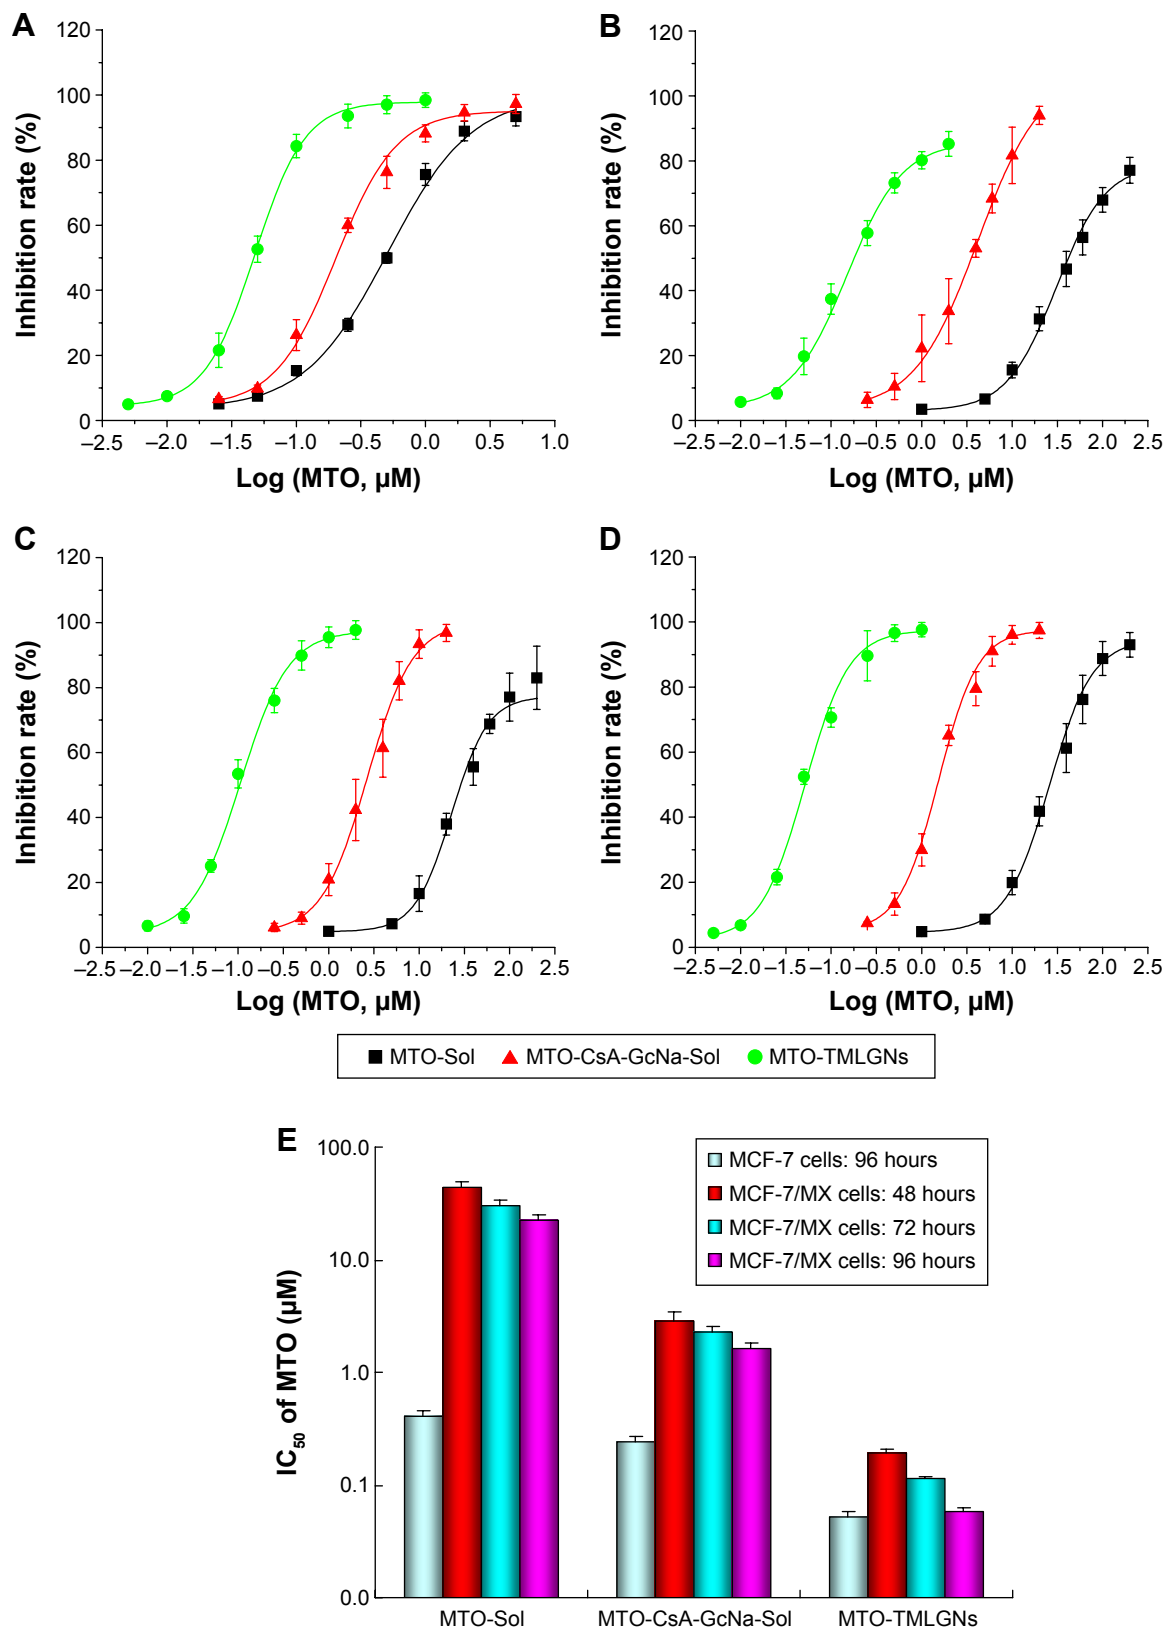 A
120
100
80
60
40
20
0
Inhibition rate (%)
–2.5 –2.0 –1.5 –1.0 –0.5 0.0 0.5 1.0
Log (MTO, µM)
B
120
100
80
60
40
20
0
Inhibition rate (%)
–2.5 –2.0 –1.5 –1.0 –0.5 0.0 0.5 1.0 1.5 2.0 2.5
Log (MTO, µM)
C
120
100
80
60
40
20
0
Inhibition rate (%)
–2.5 –2.0 –1.5 –1.0 –0.5 0.0 0.5 1.0 1.5 2.0 2.5
Log (MTO, µM)
D
120
100
80
60
40
20
0
Inhibition rate (%)
–2.5 –2.0 –1.5 –1.0 –0.5 0.0 0.5 1.0 1.5 2.0 2.5
Log (MTO, µM)
MTO-Sol MTO-CsA-GcNa-Sol MTO-TMLGNs
E
100.0
10.0
1.0
0.1
0.0
IC50 of MTO (µM)
MCF-7 cells: 96 hours
MCF-7/MX cells: 48 hours
MCF-7/MX cells: 72 hours
MCF-7/MX cells: 96 hours
MTO-Sol MTO-CsA-GcNa-Sol MTO-TMLGNs